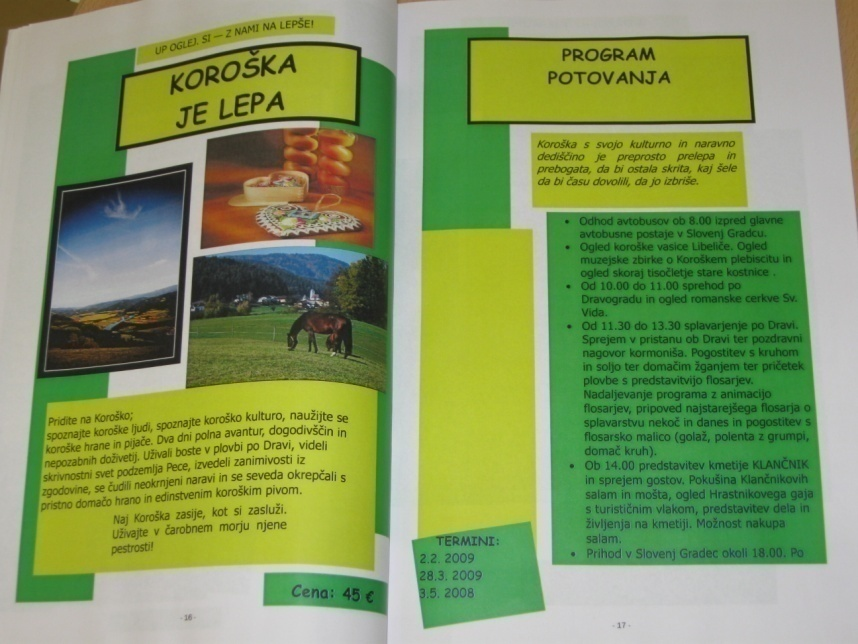 UP OGLEJ. SI — Z NAMI NA LEPŠE!
KOROŠKA
JE LEPA
Pridite na Koroško;
spoznajte koroške ljudi, spoznajte koroško kulturo, naužijte se
koroške hrane in pijače. Dva dni polna avantur, dogodivščin in
nepozabnih doživetij. Uživali boste v plovbi po Dravi, videli
skrivnostni svet podzemlja Pece, izvedeli zanimivosti iz
zgodovine, se čudili neokrnjeni naravi in se seveda okrepčali s
pristno domačo hrano in edinstvenim koroškim pivom.
Naj Koroška zasije, kot si zasluži.
Uživajte v čarobnem morju njene
pestrosti!
Cena: 45 €
- 16 -
PROGRAM
POTOVANJA
Koroška s svojo kulturno in naravno
dediščino je preprosto prelepa in
prebogata, da bi ostala skrita, kaj šele
da bi času dovolili, da jo izbriše.
• Odhod avtobusov ob 8.00 izpred glavne
avtobusne postaje v Slovenj Gradcu.
• Ogled koroške vasice Libeliče. Ogled
muzejske zbirke o Koroškem plebiscitu in
ogled skoraj tisočletje stare kostnice .
• Od 10.00 do 11.00 sprehod po
Dravogradu in ogled romanske cerkve Sv.
Vida.
• Od 11.30 do 13.30 splavarjenje po Dravi.
Sprejem v pristanu ob Dravi ter pozdravni
nagovor kormoniša. Pogostitev s kruhom
in soljo ter domačim žganjem ter pričetek
plovbe s predstavitvijo flosarjev.
Nadaljevanje programa z animacijo
flosarjev, pripoved najstarejšega flosarja o
splavarstvu nekoč in danes in pogostitev s
flosarsko malico (golaž, polenta z grumpi,
domač kruh).
• Ob 14.00 predstavitev kmetije KLANČNIK
in sprejem gostov. Pokušina Klančnikovih
salam in mošta, ogled Hrastnikovega gaja
s turističnim vlakom, predstavitev dela in
življenja na kmetiji. Možnost nakupa
salam.
• Prihod v Slovenj Gradec okoli 18.00. Po
TERMINI:
2.2. 2009
28.3. 2009
3.5. 2008
- 17 -